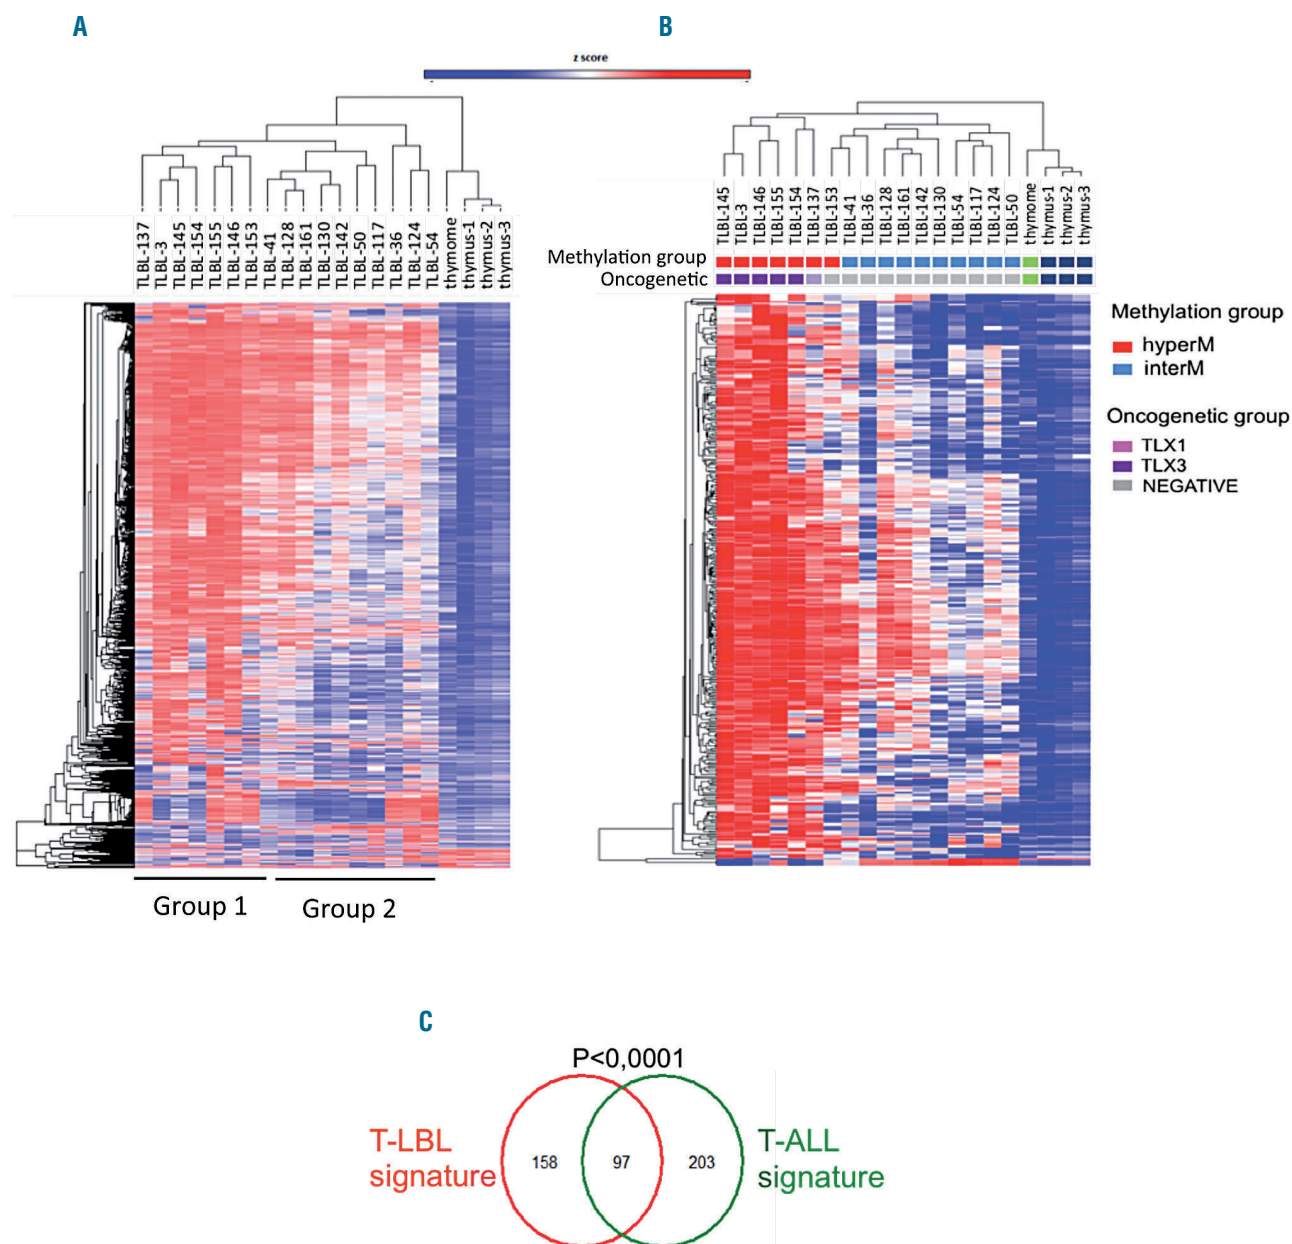 A
B
z score
TLBL-137
TLBL-3
TLBL-145
TLBL-154
TLBL-155
TLBL-146
TLBL-153
TLBL-41
TLBL-128
TLBL-161
TLBL-130
TLBL-142
TLBL-50
TLBL-117
TLBL-36
TLBL-124
TLBL-54
thymome
thymus-1
thymus-2
thymus-3
Group 1
Group 2
TLBL-145
TLBL-3
TLBL-146
TLBL-155
TLBL-154
TLBL-137
TLBL-153
TLBL-41
TLBL-36
TLBL-128
TLBL-161
TLBL-142
TLBL-130
TLBL-54
TLBL-117
TLBL-124
TLBL-50
thymome
thymus-1
thymus-2
thymus-3
Methylation group
Oncogenetic
Methylation group
hyperM
interM
Oncogenetic group
TLX1
TLX3
NEGATIVE
C
P<0,0001
T-LBL
signature
158
97
203
T-ALL
signature